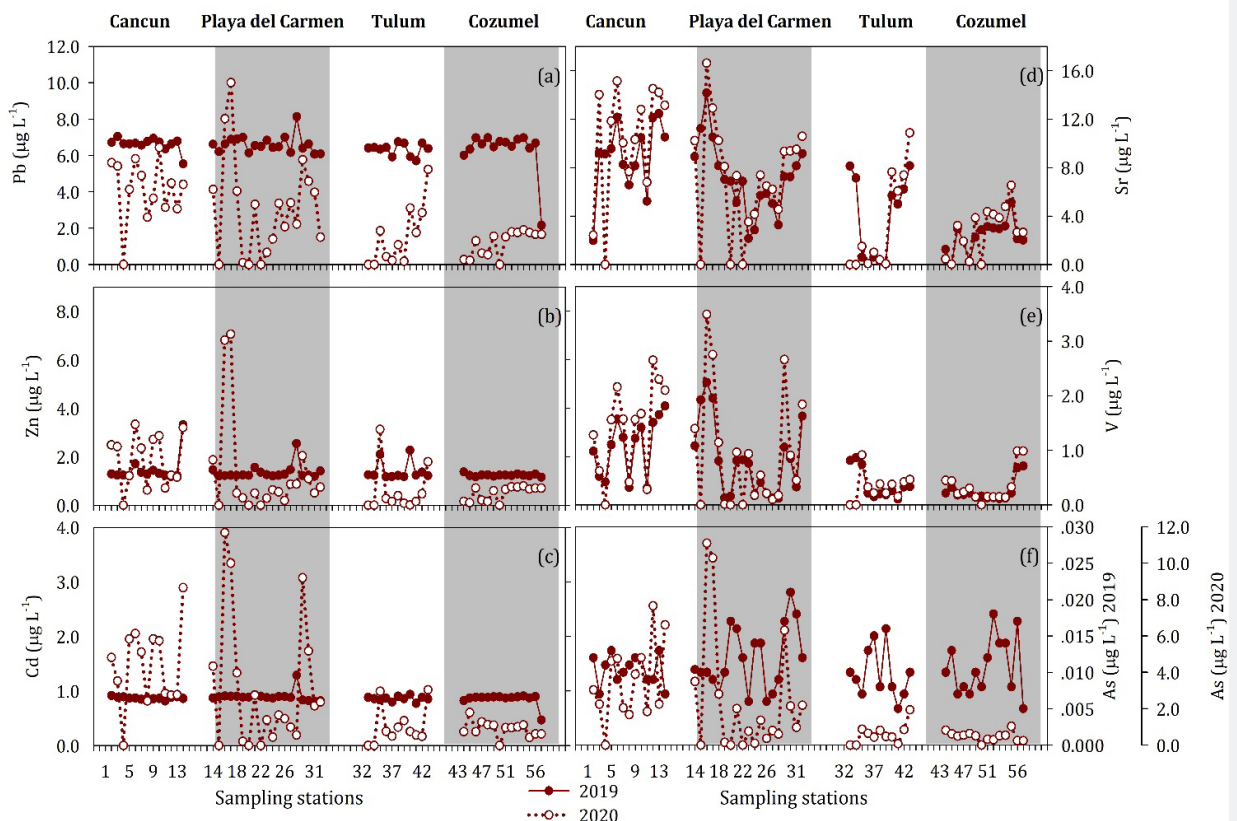 Cancun Playa del Carmen Tulum Cozumel Cancun Playa del Carmen Tulum Cozumel
12.0
10.0
8.0
6.0
4.0
2.0
0.0
Pb (µg L⁻¹)
(a)
(d)
16.0
12.0
8.0
4.0
0.0
Sr (µg L⁻¹)
8.0
6.0
4.0
2.0
0.0
Zn (µg L⁻¹)
(b)
(e)
4.0
3.0
2.0
1.0
0.0
V (µg L⁻¹)
4.0
3.0
2.0
1.0
0.0
Cd (µg L⁻¹)
(c)
(f)
.030
0.025
0.020
0.015
0.010
0.005
0.000
As (µg L⁻¹) 2019
12.0
10.0
8.0
6.0
4.0
2.0
0.0
As (µg L⁻¹) 2020
1 5 9 13 14 18 22 26 31 32 37 42 43 47 51 56
1 5 9 13 14 18 22 26 31 32 37 42 43 47 51 56
Sampling stations
Sampling stations
2019
2020